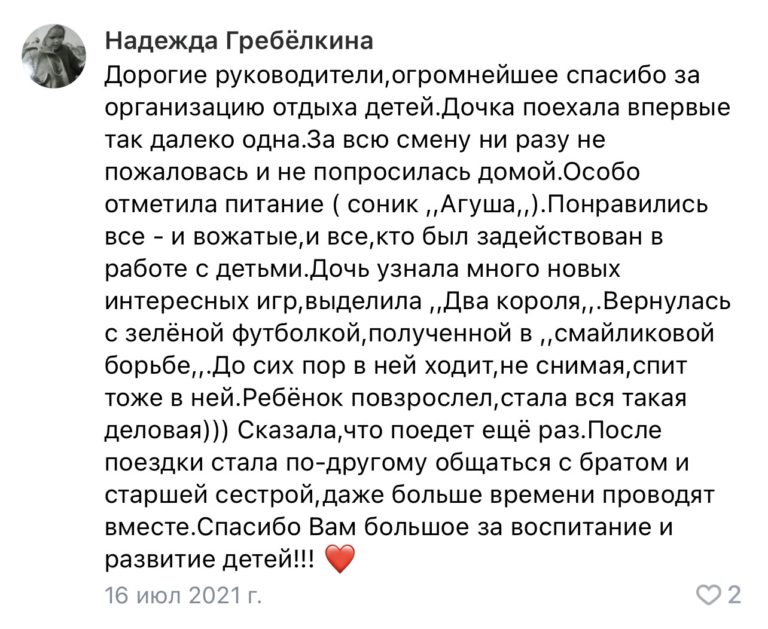 Надежда Гребёлкина
Дорогие руководители,огромнейшее спасибо за
организацию отдыха детей.Дочка поехала впервые
так далеко одна.За всю смену ни разу не
пожаловась и не попросилась домой.Особо
отметила питание ( соник ,,Агуша,,).Понравились
все - и вожатые,и все,кто был задействован в
работе с детьми.Дочь узнала много новых
интересных игр,выделила ,,Два короля,,.Вернулась
с зелёной футболкой,полученной в ,,смайликовой
борьбе,,.До сих пор в ней ходит,не снимая,спит
тоже в ней.Ребёнок повзрослел,стала вся такая
деловая))) Сказала,что поедет ещё раз.После
поездки стала по-другому общаться с братом и
старшей сестрой,даже больше времени проводят
вместе.Спасибо Вам большое за воспитание и
развитие детей!!! ❤️
16 июл 2021 г.
2